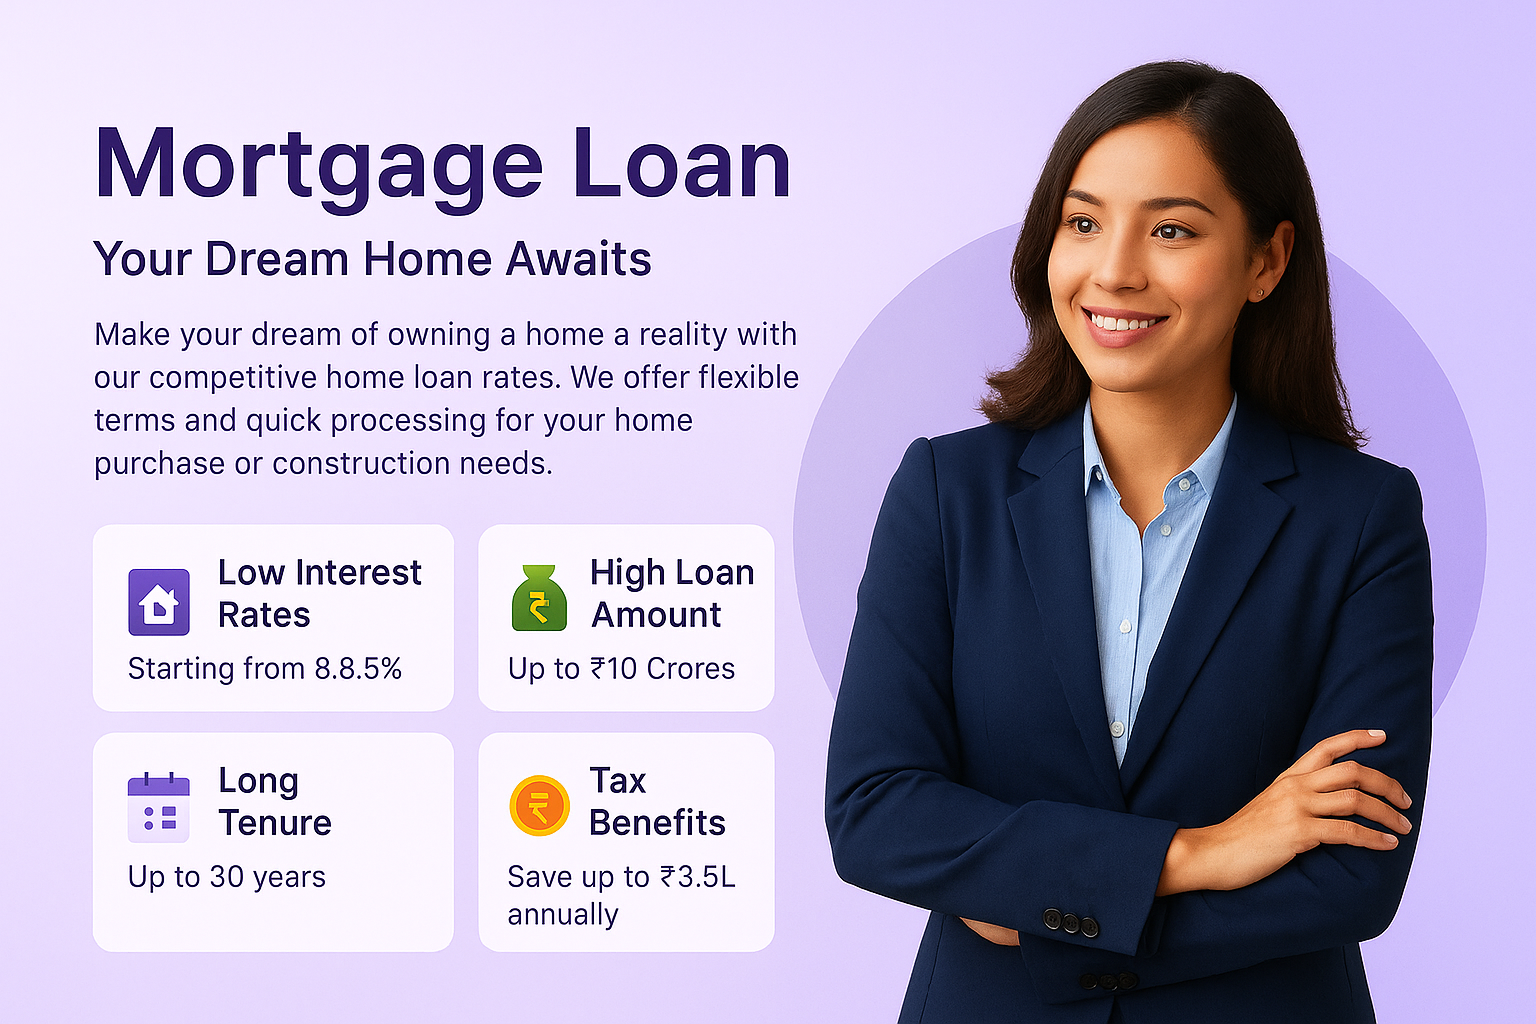 Mortgage Loan
Your Dream Home Awaits
Make your dream of owning a home a reality with
our competitive home loan rates. We offer flexible
terms and quick processing for your home
purchase or construction needs.
Low Interest
Rates
Starting from 8.8.5%
High Loan
Amount
Up to ₹10 Crores
Long
Tenure
Up to 30 years
Tax
Benefits
Save up to ₹3.5L
annually